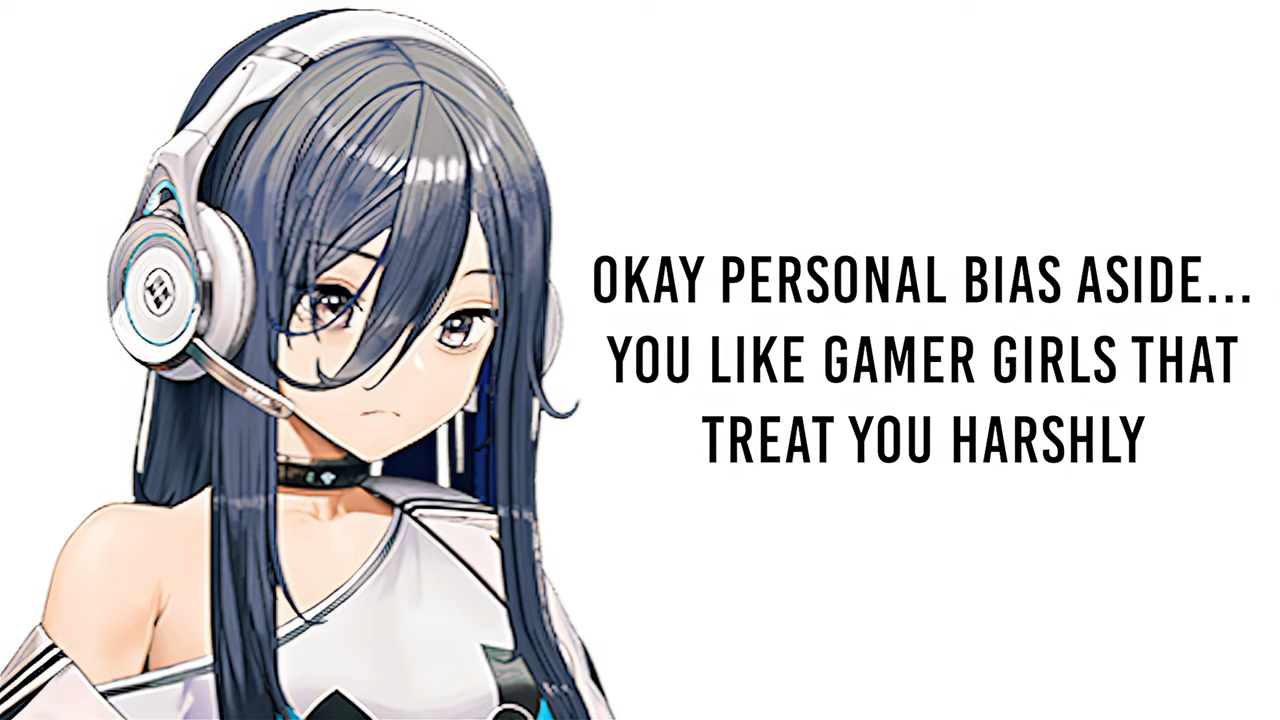 OKAY PERSONAL BIAS ASIDE...
YOU LIKE GAMER GIRLS THAT
TREAT YOU HARSHLY